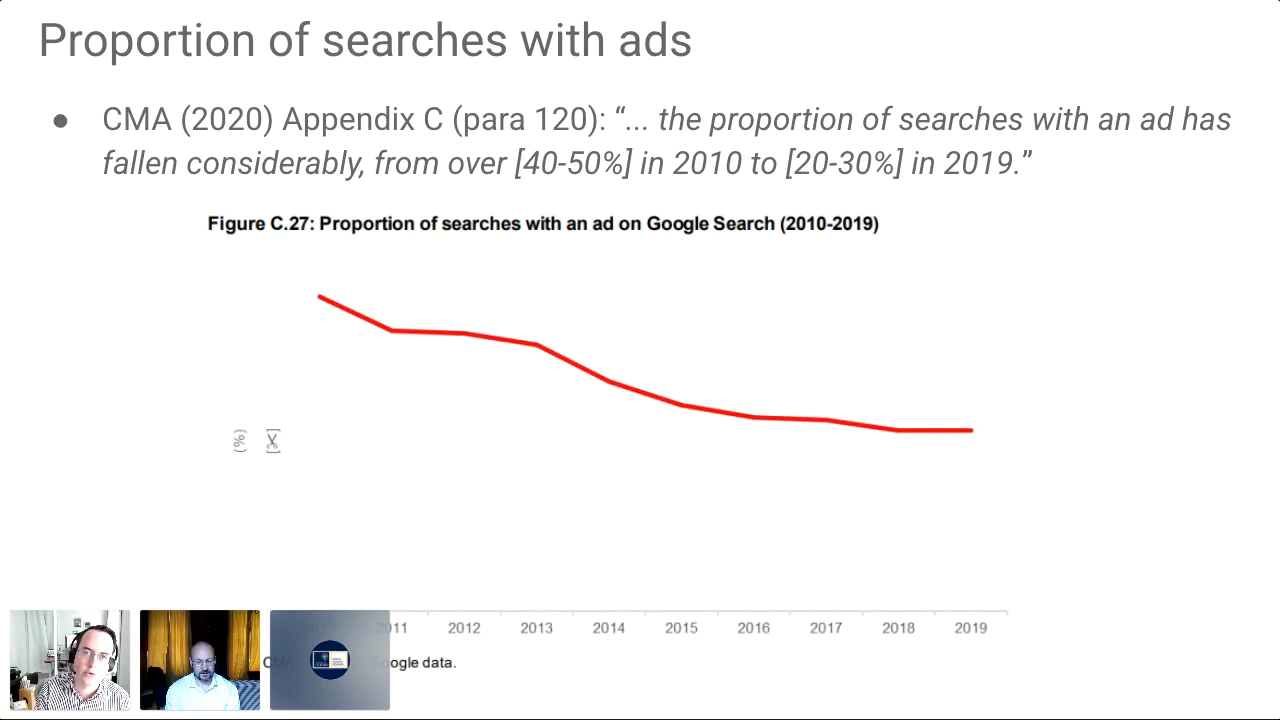 Proportion of searches with ads
● CMA (2020) Appendix C (para 120): “... the proportion of searches with an ad has
fallen considerably, from over [40-50%] in 2010 to [20-30%] in 2019.”
Figure C.27: Proportion of searches with an ad on Google Search (2010-2019)
(%)
[✂]
2011 2012 2013 2014 2015 2016 2017 2018 2019
CMA Google data.